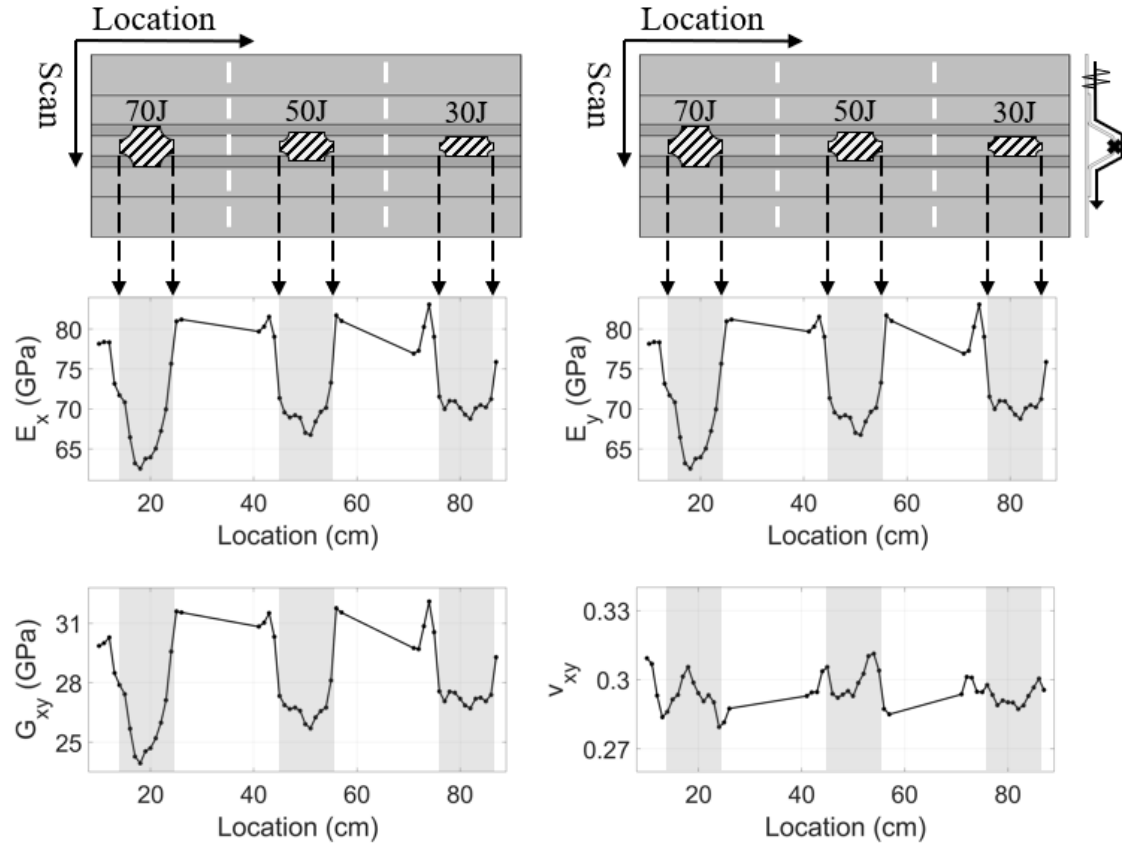 Location
Scan
70J
50J
30J
Location
Scan
70J
50J
30J
E_x (GPa)
80
75
70
65
20
40
60
80
Location (cm)
E_y (GPa)
80
75
70
65
20
40
60
80
Location (cm)
G_xy (GPa)
31
28
25
20
40
60
80
Location (cm)
v_xy
0.33
0.3
0.27
20
40
60
80
Location (cm)